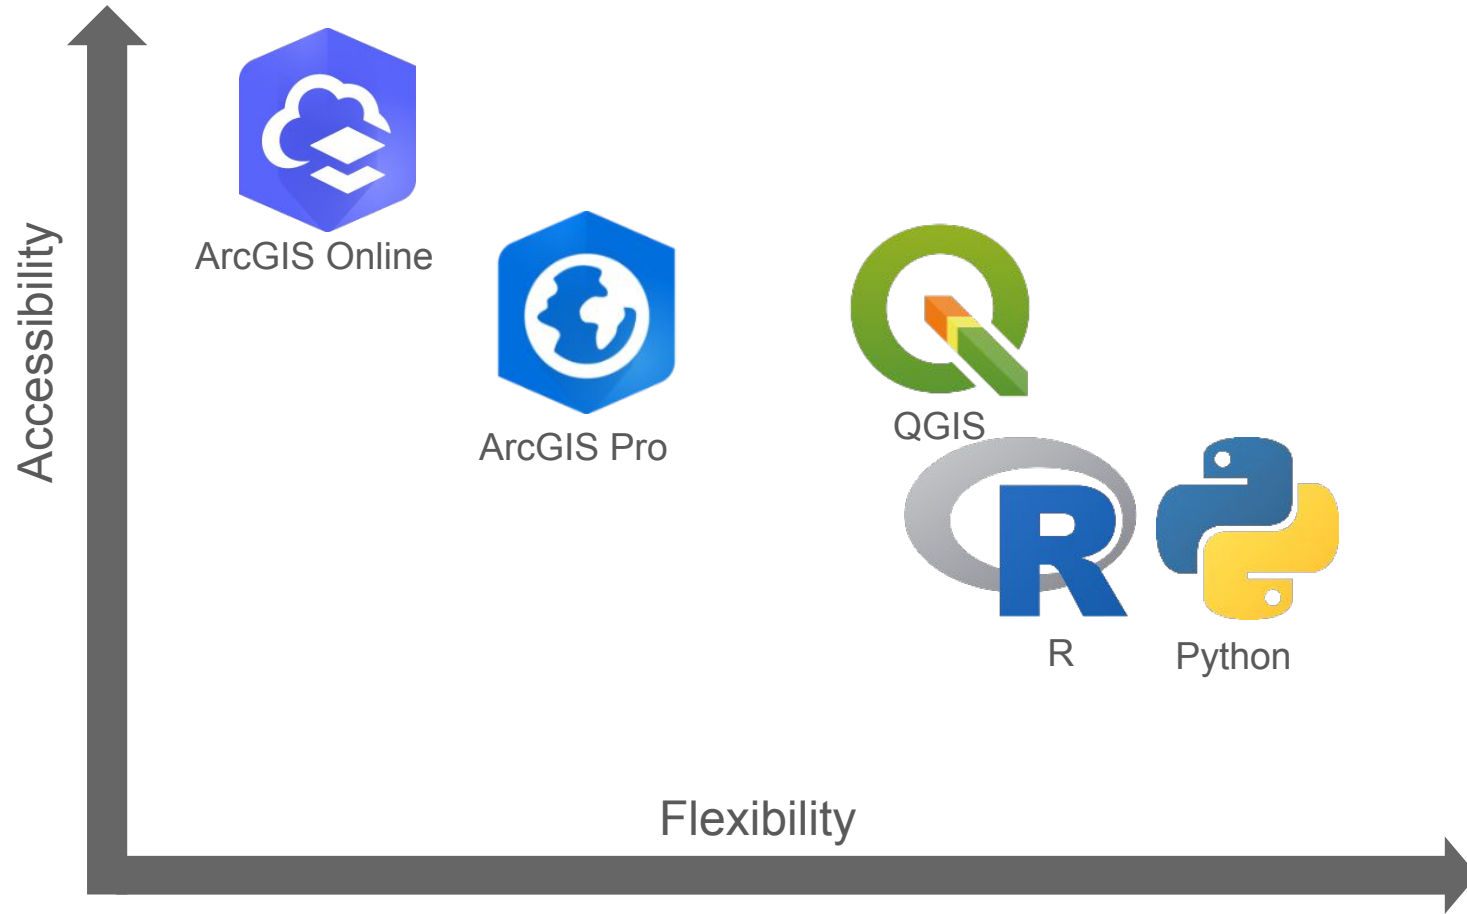 ArcGIS Online
Accessibility
ArcGIS Pro
QGIS
R
R
Python
Flexibility